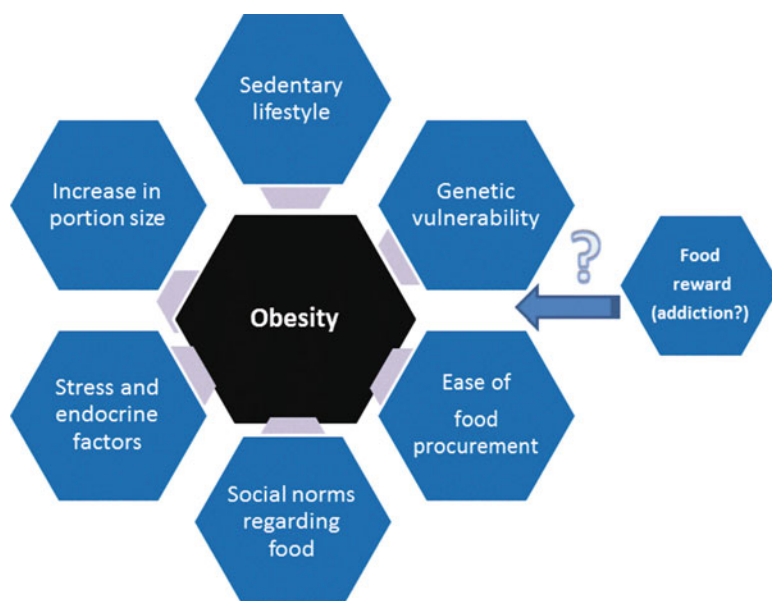 Sedentary
lifestyle
Increase in
portion size
Genetic
vulnerability
?
Food
reward
(addiction?)
Obesity
Stress and
endocrine
factors
Ease of
food
procurement
Social norms
regarding
food